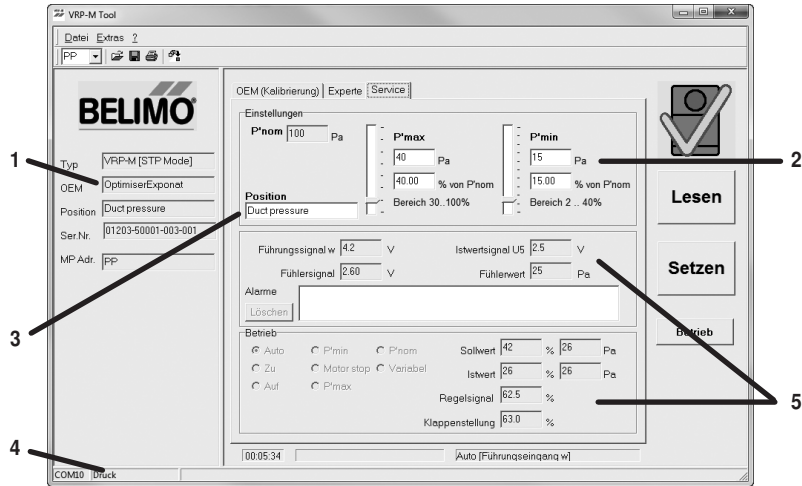 VRP-M Tool
Datei Extras ?
PP
BELIMO
Typ VRP-M [STP Mode]
OEM OptimiserExponat
Position Duct pressure
Ser.Nr. 01203-50001-003-001
MP Adr. PP
OEM (Kalibrierung) Experte Service
Einstellungen
P'nom 100 Pa
P'max
40 Pa
40.00 % von P'nom
Bereich 30..100%
P'min
15 Pa
15.00 % von P'nom
Bereich 2 .. 40%
Position
Duct pressure
Führungssignal w 4.2 V
Istwertsignal U5 2.5 V
Fühlersignal 2.60 V
Fühlerwert 25 Pa
Alarme
Löschen
Betrieb
Auto P'min P'nom
Zu Motor stop Variabel
Auf P'max
Sollwert 42 % 26 Pa
Istwert 26 % 26 Pa
Regelsignal 62.5 %
Klappenstellung 63.0 %
00:05:34 Auto [Führungseingang w]
Lesen
Setzen
Betrieb
COM10 Druck
1
2
3
4
5